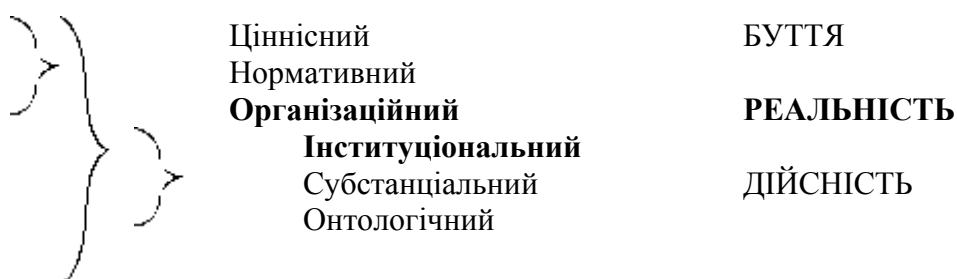 Ціннісний БУТТЯ
Нормативний
Організаційний РЕАЛЬНІСТЬ
Інституціональний
Субстанціальний ДІЙСНІСТЬ
Онтологічний